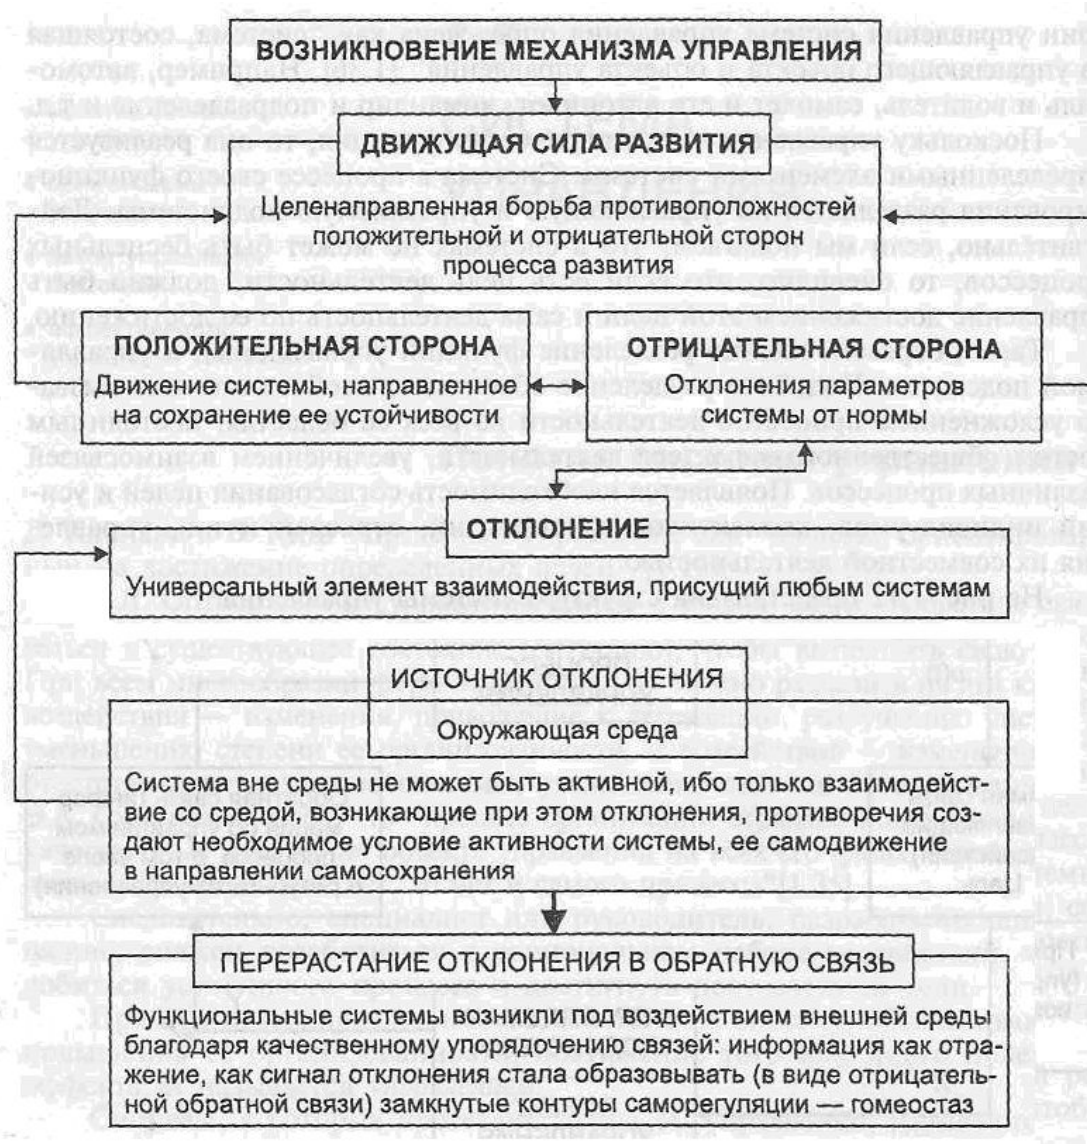 ВОЗНИКНОВЕНИЕ МЕХАНИЗМА УПРАВЛЕНИЯ
ДВИЖУЩАЯ СИЛА РАЗВИТИЯ
Целенаправленная борьба противоположностей
положительной и отрицательной сторон
процесса развития
ПОЛОЖИТЕЛЬНАЯ СТОРОНА
Движение системы, направленное
на сохранение ее устойчивости
ОТРИЦАТЕЛЬНАЯ СТОРОНА
Отклонения параметров
системы от нормы
ОТКЛОНЕНИЕ
Универсальный элемент взаимодействия, присущий любым системам
ИСТОЧНИК ОТКЛОНЕНИЯ
Окружающая среда
Система вне среды не может быть активной, ибо только взаимодейст-
вие со средой, возникающие при этом отклонения, противоречия соз-
дают необходимое условие активности системы, ее самодвижение
в направлении самосохранения
ПЕРЕРАСТАНИЕ ОТКЛОНЕНИЯ В ОБРАТНУЮ СВЯЗЬ
Функциональные системы возникли под воздействием внешней среды
благодаря качественному упорядочению связей: информация как отра-
жение, как сигнал отклонения стала образовывать (в виде отрицатель-
ной обратной связи) замкнутые контуры саморегуляции — гомеостаз